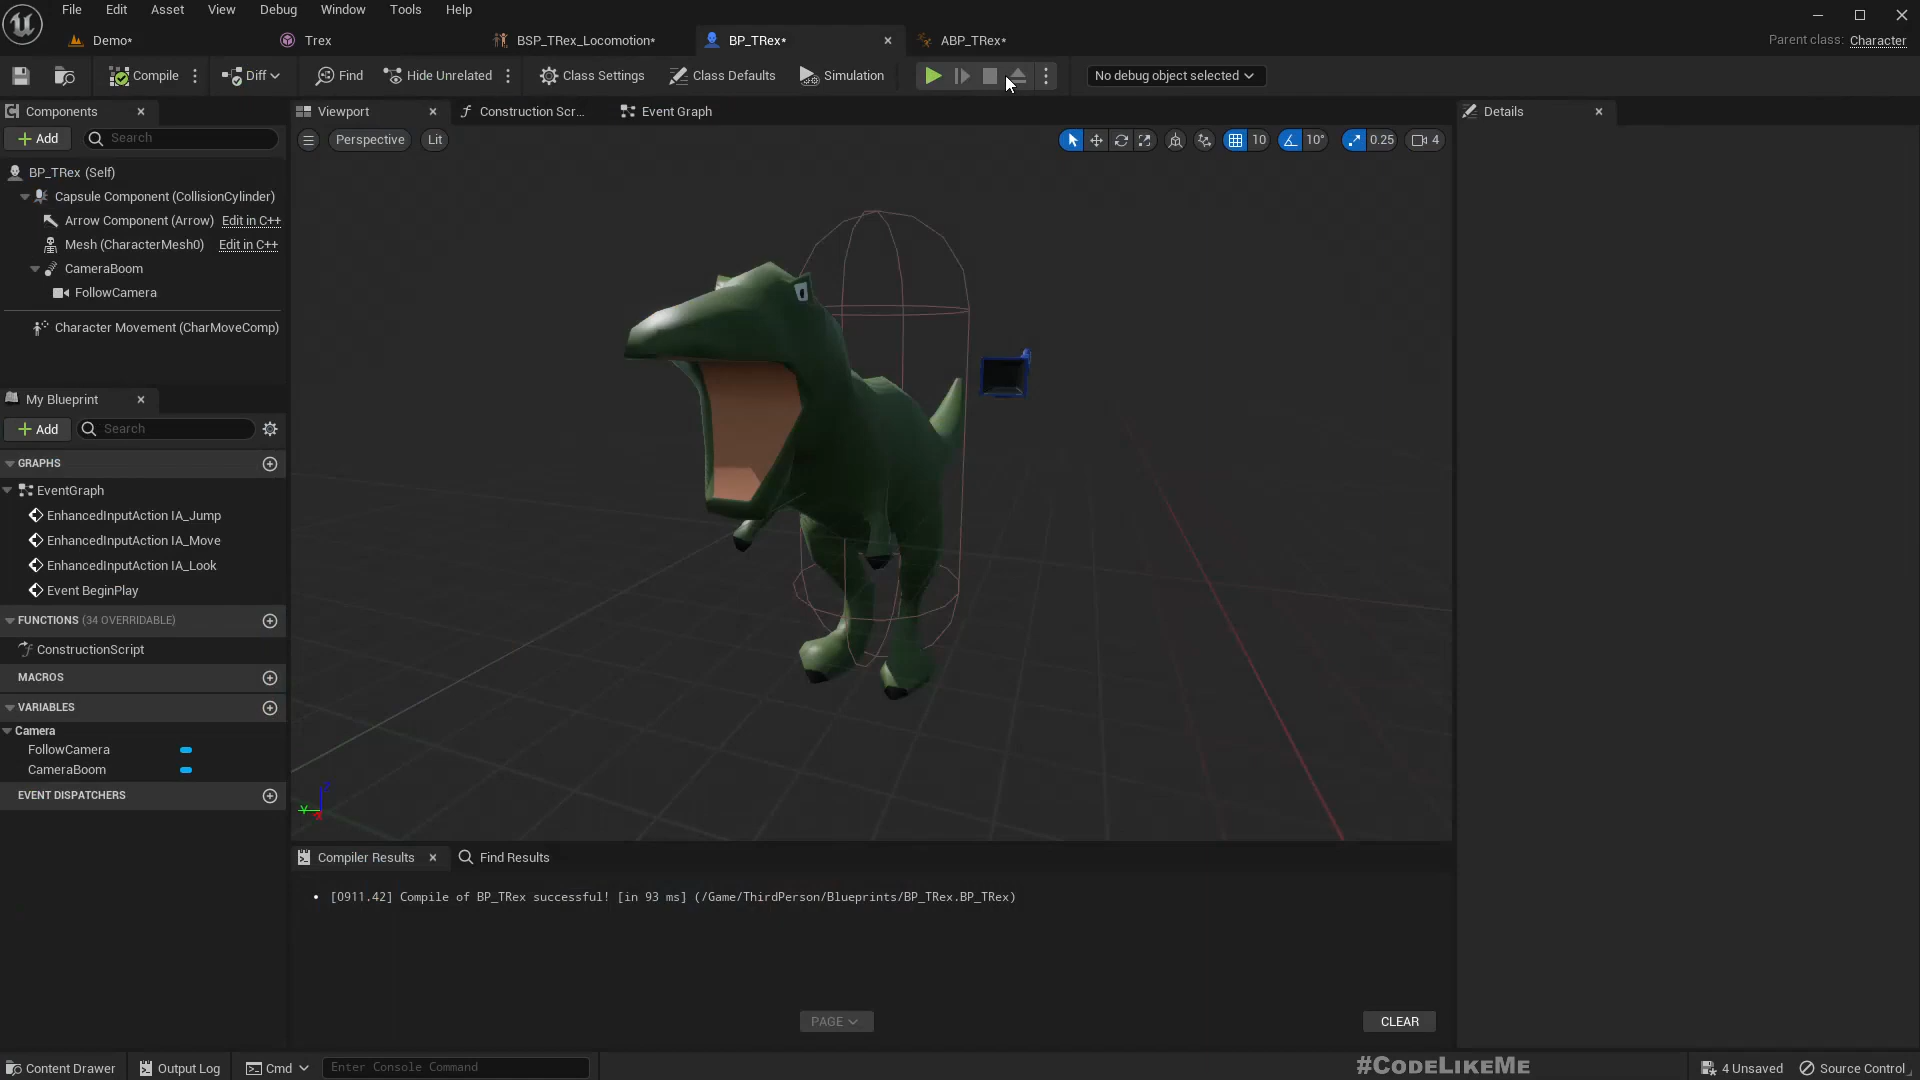 File Edit Asset View Debug Window Tools Help
Demo* Trex BSP_TRex_Locomotion* BP_TRex* ABP_TRex* Parent class: Character
Compile Diff Find Hide Unrelated Class Settings Class Defaults Simulation No debug object selected
Components Viewport Construction Scr... Event Graph Details
Add Search Perspective Lit 10 10° 0.25 4
BP_TRex (Self)
Capsule Component (CollisionCylinder)
Arrow Component (Arrow) Edit in C++
Mesh (CharacterMesh0) Edit in C++
CameraBoom
FollowCamera
Character Movement (CharMoveComp)
My Blueprint
Add Search
GRAPHS
EventGraph
EnhancedInputAction IA_Jump
EnhancedInputAction IA_Move
EnhancedInputAction IA_Look
Event BeginPlay
FUNCTIONS (34 OVERRIDABLE)
ConstructionScript
MACROS
VARIABLES
Camera
FollowCamera
CameraBoom
EVENT DISPATCHERS
Z
Y
X
Compiler Results Find Results
[0911.42] Compile of BP_TRex successful! [in 93 ms] (/Game/ThirdPerson/Blueprints/BP_TRex.BP_TRex)
PAGE CLEAR
Content Drawer Output Log Cmd Enter Console Command #CODELIKEME 4 Unsaved Source Control